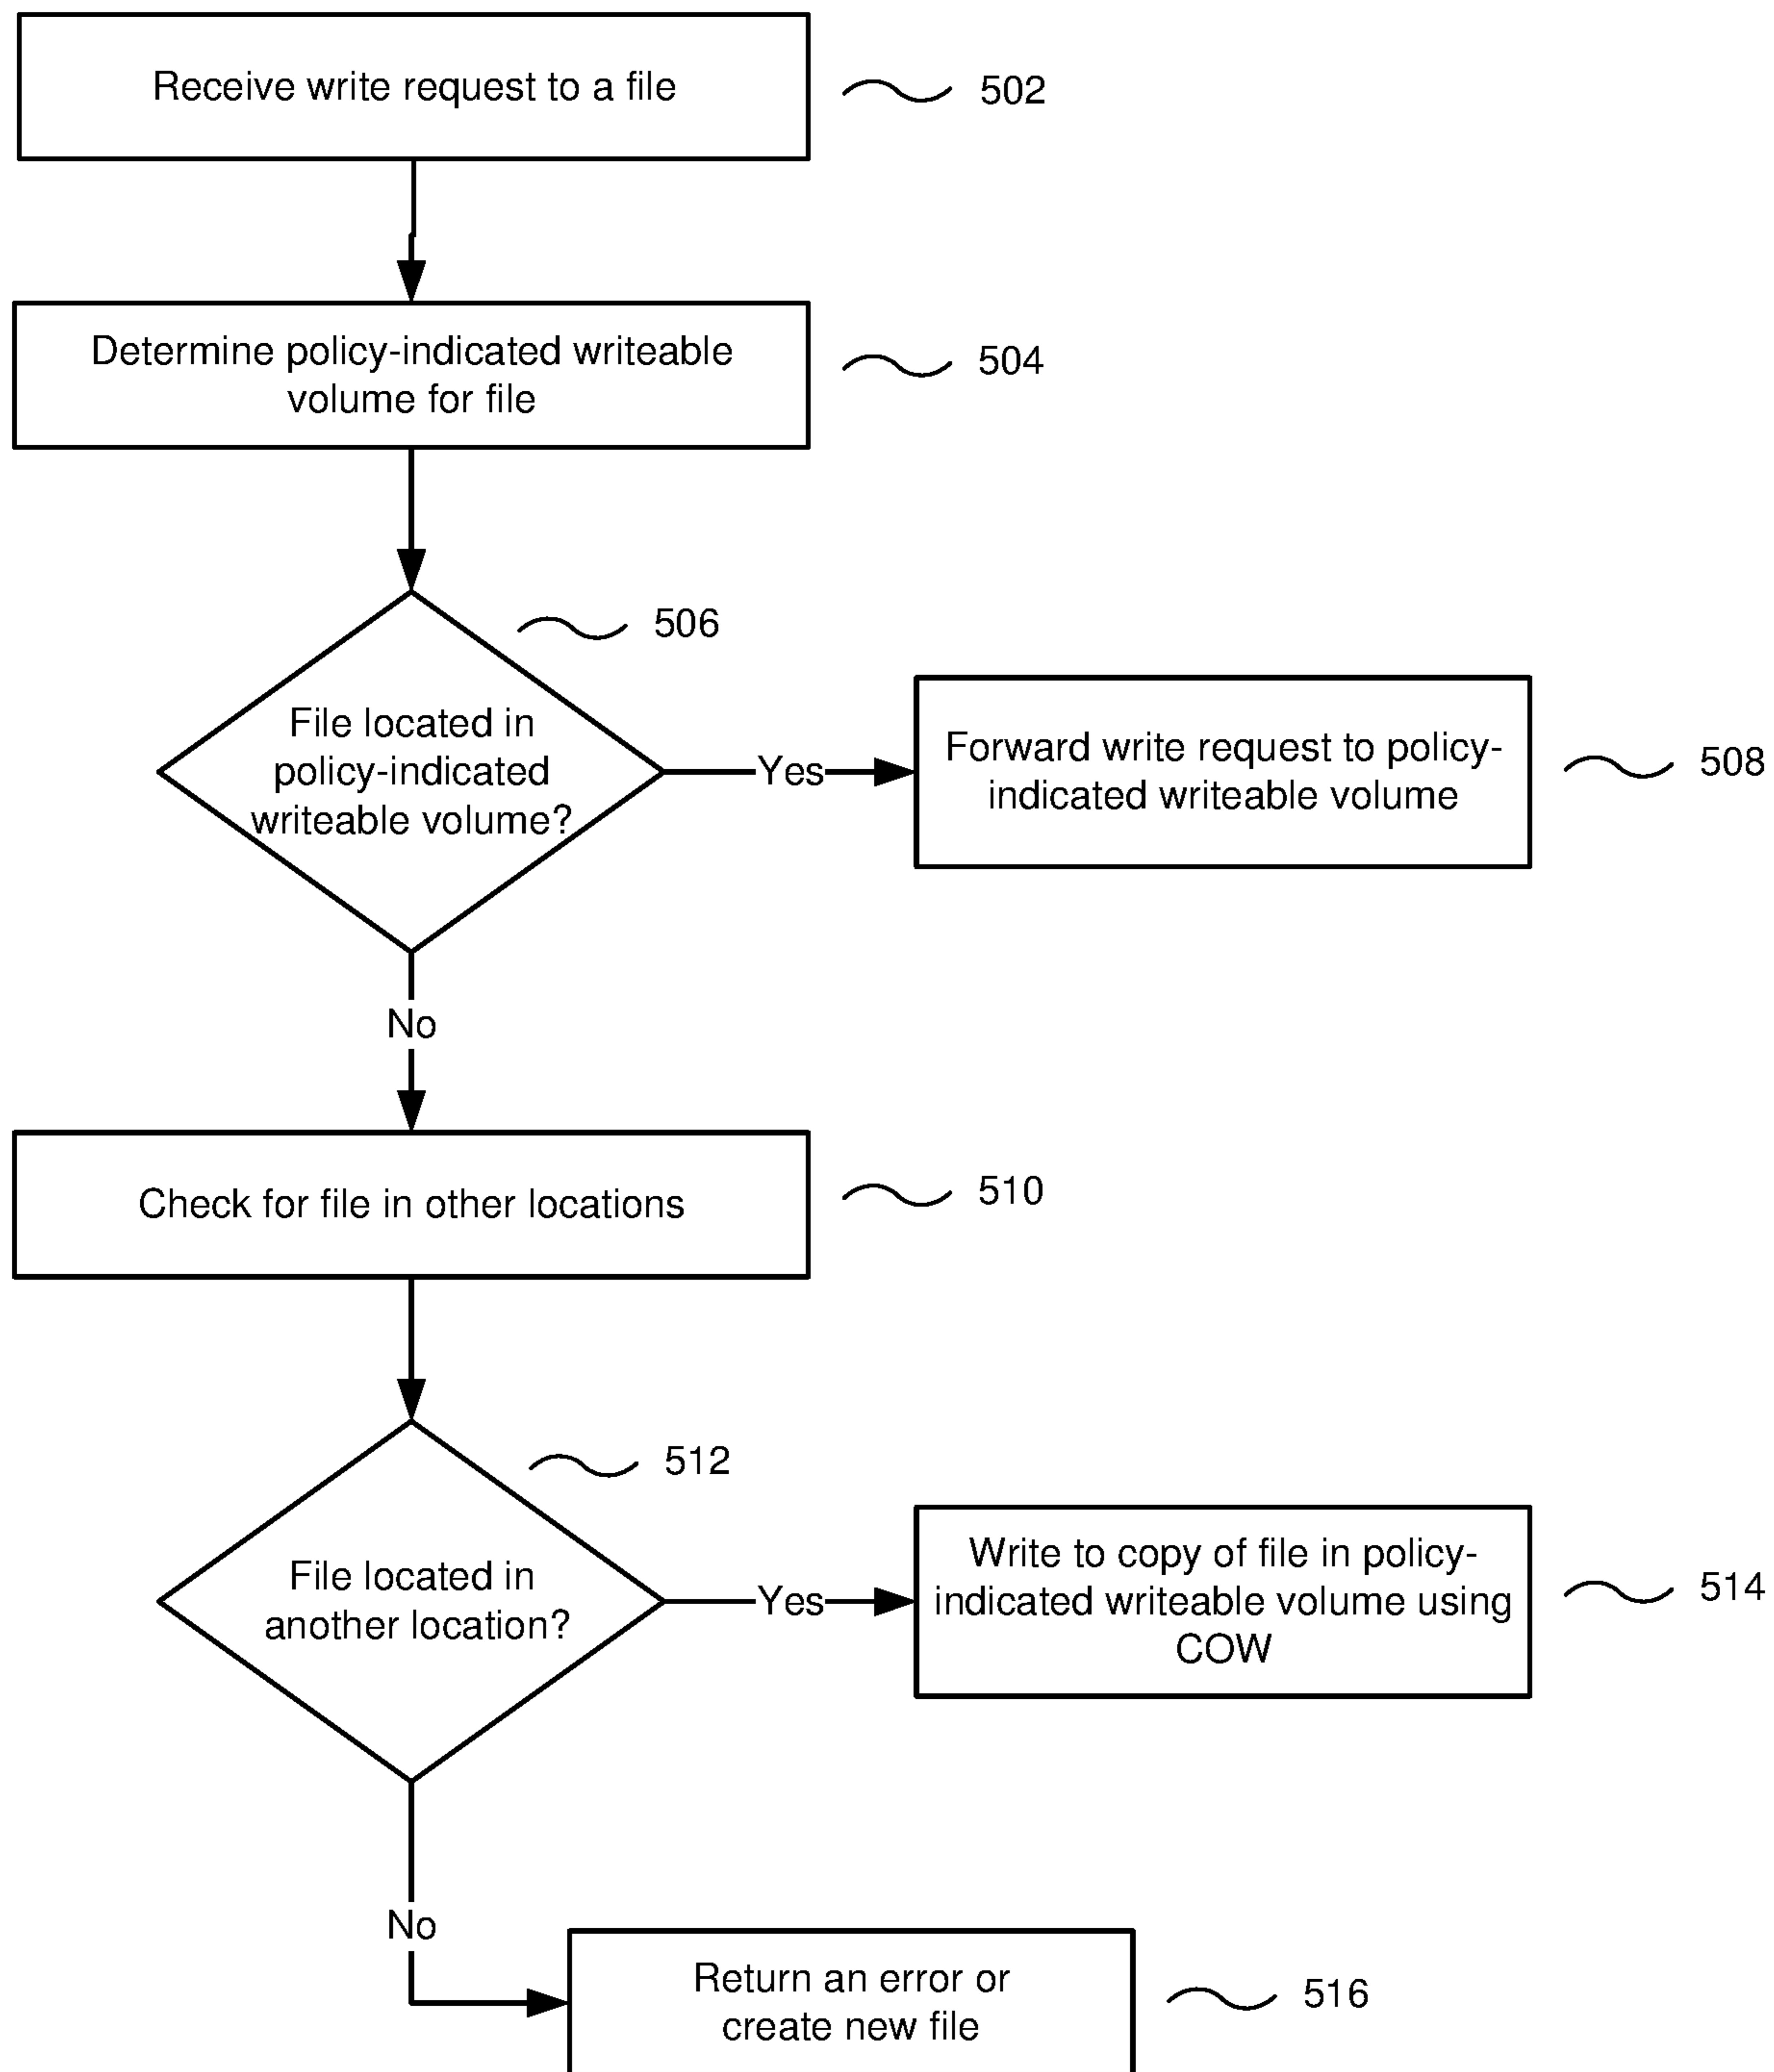 Receive write request to a file
502
Determine policy-indicated writeable
volume for file
504
506
File located in
policy-indicated
writeable volume?
Yes
Forward write request to policy-
indicated writeable volume
508
No
Check for file in other locations
510
512
File located in
another location?
Yes
Write to copy of file in policy-
indicated writeable volume using
COW
514
No
Return an error or
create new file
516